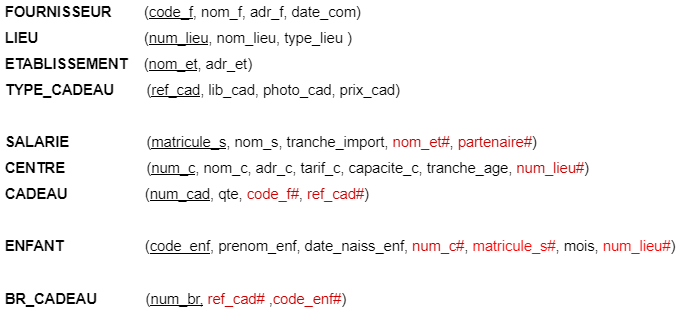 FOURNISSEUR (code_f, nom_f, adr_f, date_com)
LIEU (num_lieu, nom_lieu, type_lieu )
ETABLISSEMENT (nom_et, adr_et)
TYPE_CADEAU (ref_cad, lib_cad, photo_cad, prix_cad)
SALARIE (matricule_s, nom_s, tranche_import, nom_et#, partenaire#)
CENTRE (num_c, nom_c, adr_c, tarif_c, capacite_c, tranche_age, num_lieu#)
CADEAU (num_cad, qte, code_f#, ref_cad#)
ENFANT (code_enf, prenom_enf, date_naiss_enf, num_c#, matricule_s#, mois, num_lieu#)
BR_CADEAU (num_br, ref_cad# ,code_enf#)